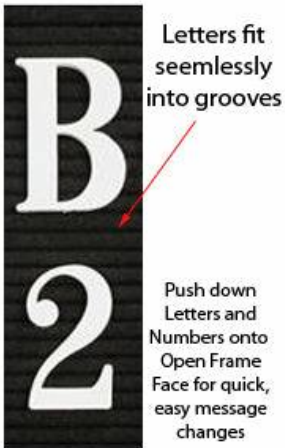 B
2
Letters fit
seemlessly
into grooves
Push down
Letters and
Numbers onto
Open Frame
Face for quick,
easy message
changes